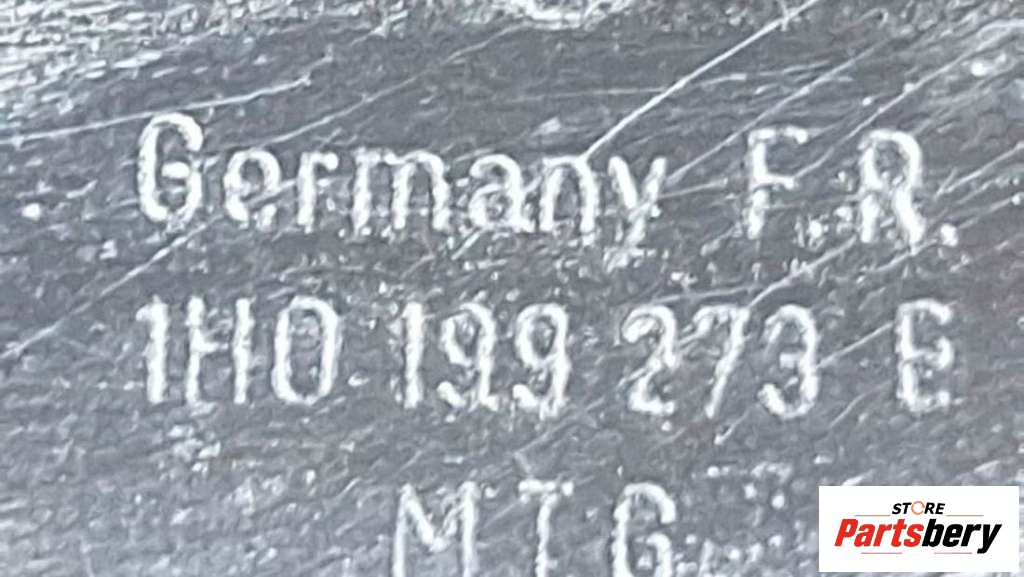 Germany F.R.
1H0 199 273 E
M T G
STORE
Partsbery